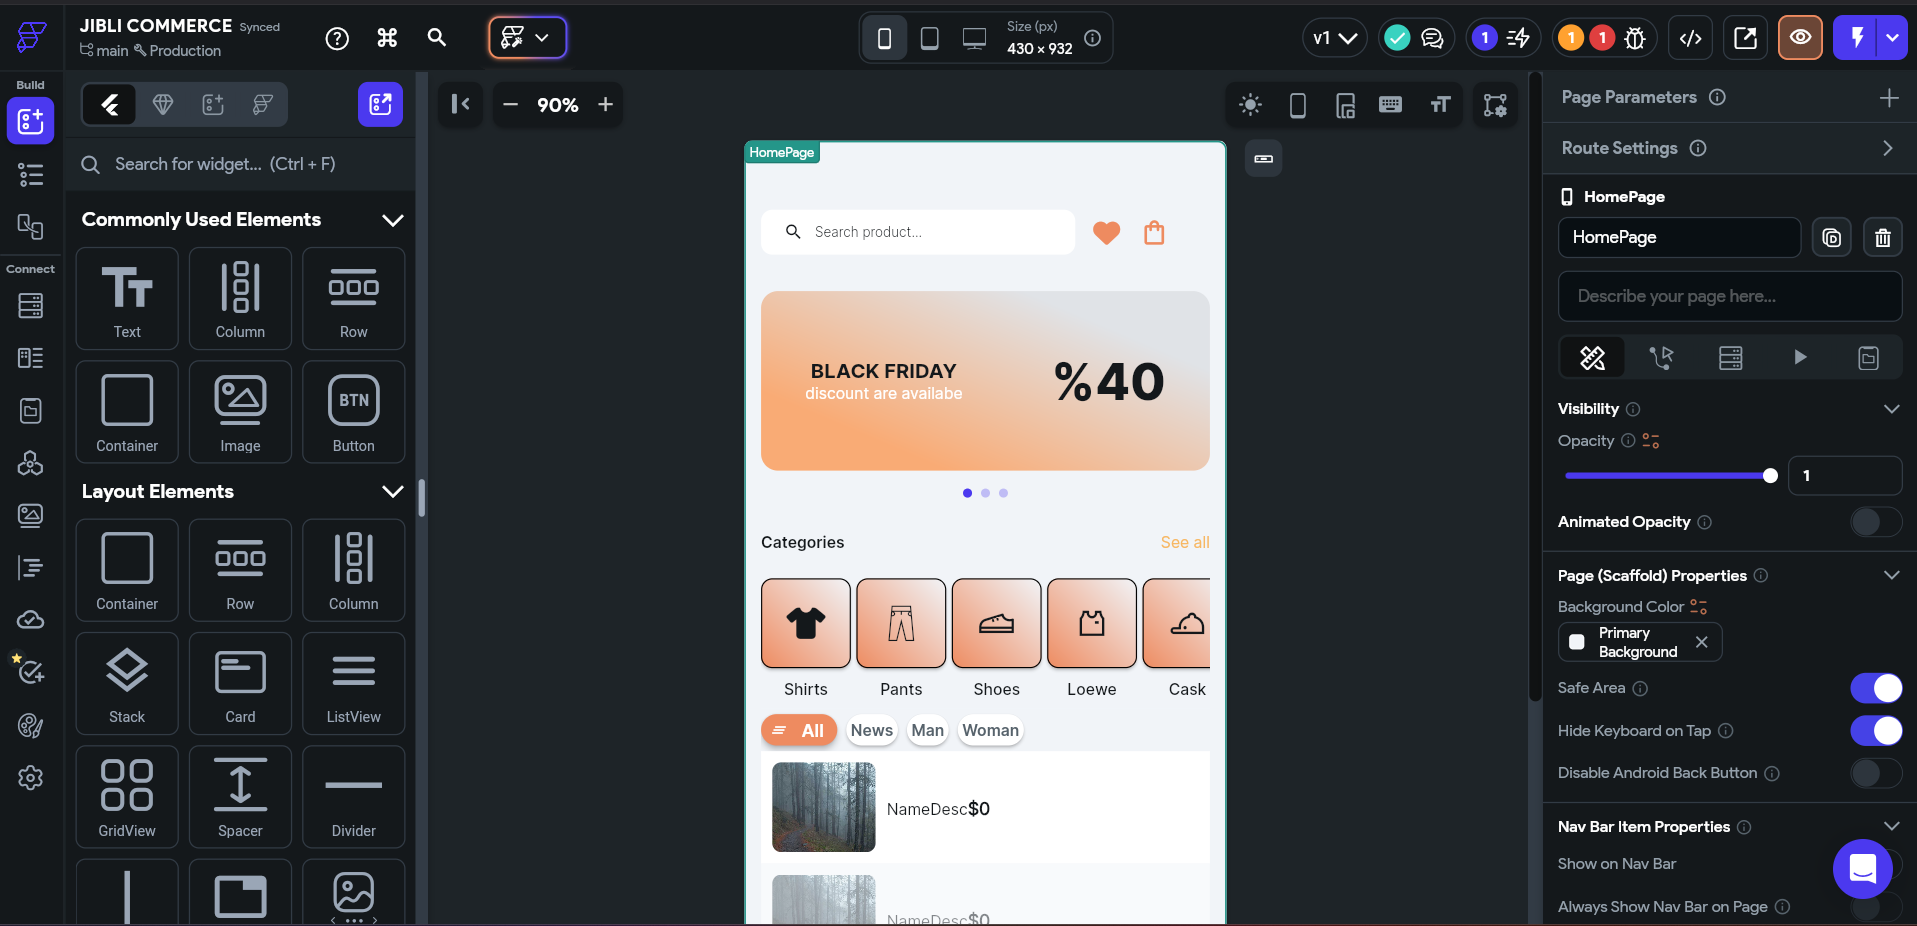 JIBLI COMMERCE Synced
main Production
Size (px)
430 × 932
v1
1
1
1
Build
Connect
Search for widget... (Ctrl + F)
Commonly Used Elements
Text
Column
Row
BTN
Container
Image
Button
Layout Elements
Container
Row
Column
Stack
Card
ListView
GridView
Spacer
Divider
90%
HomePage
Search product...
BLACK FRIDAY
discount are availabe
%40
Categories
See all
Shirts
Pants
Shoes
Loewe
Cask
All
News
Man
Woman
NameDesc$0
NameDesc$0
Page Parameters
Route Settings
HomePage
HomePage
Describe your page here...
Visibility
Opacity
1
Animated Opacity
Page (Scaffold) Properties
Background Color
Primary
Background
Safe Area
Hide Keyboard on Tap
Disable Android Back Button
Nav Bar Item Properties
Show on Nav Bar
Always Show Nav Bar on Page